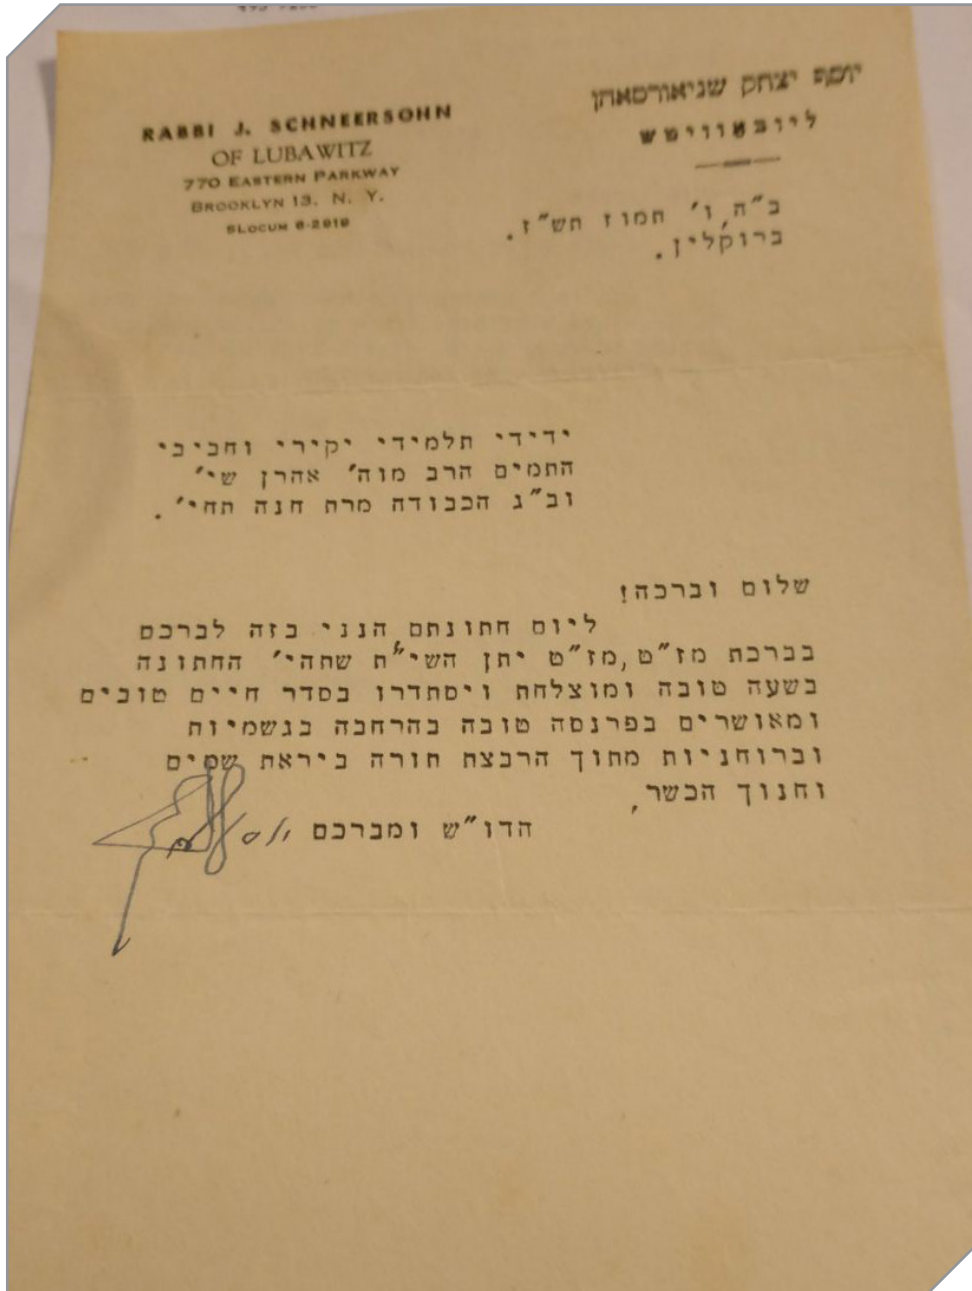 RABBI J. SCHNEERSOHN
OF LUBAWITZ
770 EASTERN PARKWAY
BROOKLYN 13. N. Y.
SLOCUM 6-2919
יוסף יצחק שניאורסאהן
ליובאוויטש
ב"ה, ו' תמוז תש"ז.
ברוקלין.
ידידי תלמידי יקירי וחביבי
התמים הרב מוה' אהרן שי'
וב"ג הכבודה מרת חנה תחי'.
שלום וברכה!
ליום חתונתם, הנני בזה לברכם
בברכת מז"ט, מז"ט יתן השי"ת שתהי' החתונה
בשעה טובה ומוצלחת ויסתדרו בסדר חיים טובים
ומאושרים בפרנסה טובה בהרחבה בגשמיות
וברוחניות מתוך הרבצת תורה ביראת שמים
וחנוך הכשר,
הדו"ש ומברכם